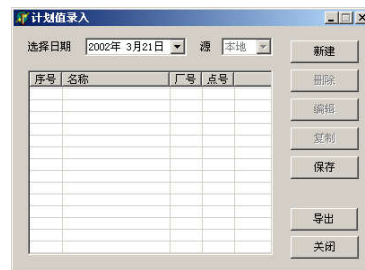 计划值录入
选择日期 2002年 3月21日 源 本地
新建
序号 名称 厂号 点号
删除
编辑
复制
保存
导出
关闭